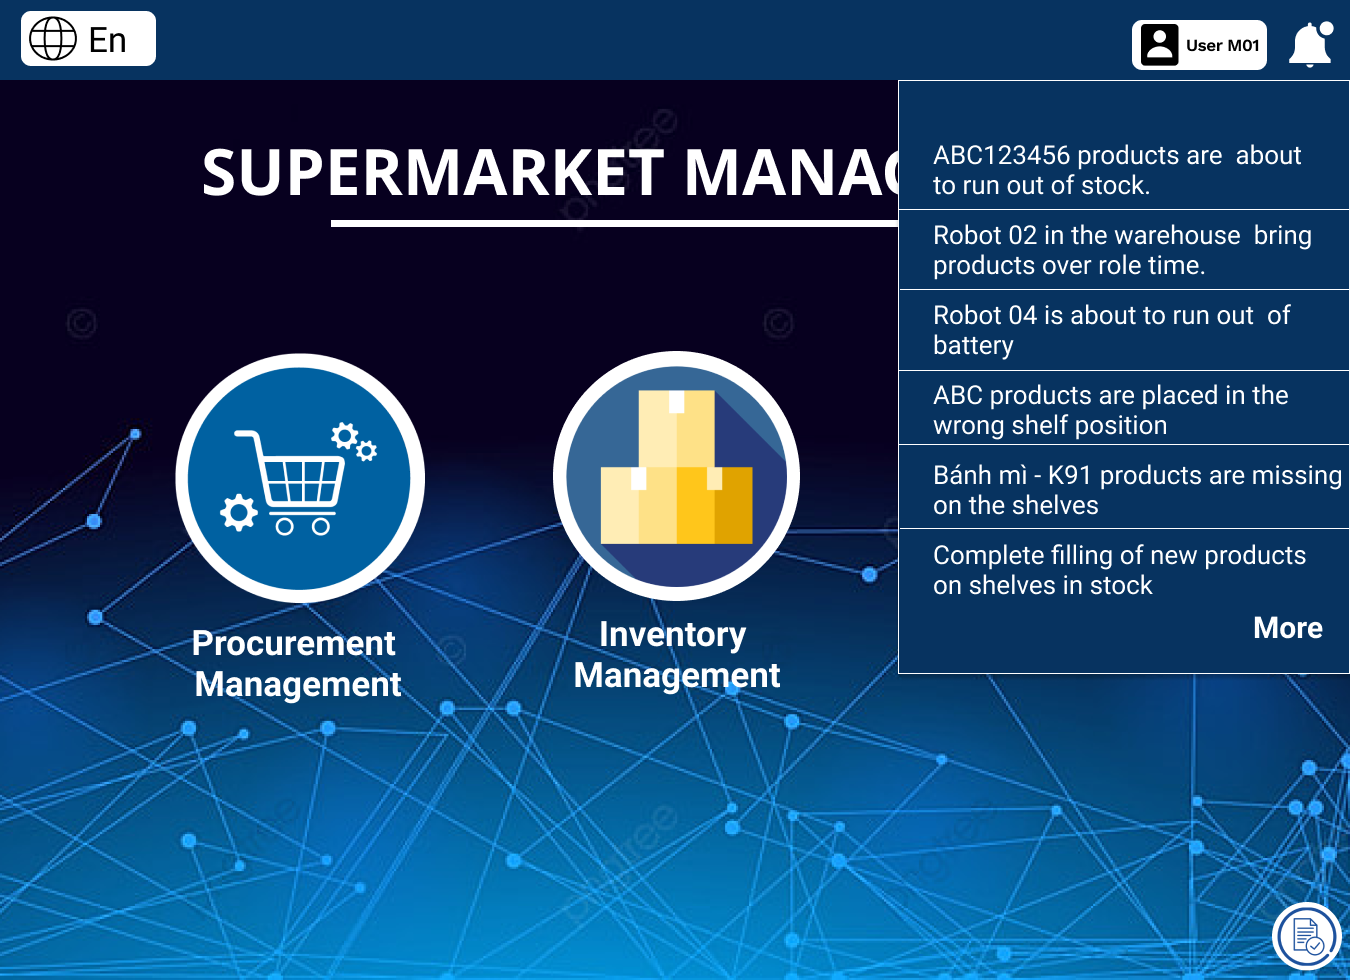 En
User M01
SUPERMARKET MANAG
ABC123456 products are about
to run out of stock.
Robot 02 in the warehouse bring
products over role time.
Robot 04 is about to run out of
battery
ABC products are placed in the
wrong shelf position
Bánh mì - K91 products are missing
on the shelves
Complete filling of new products
on shelves in stock
More
Procurement
Management
Inventory
Management
pngtree
pngtree